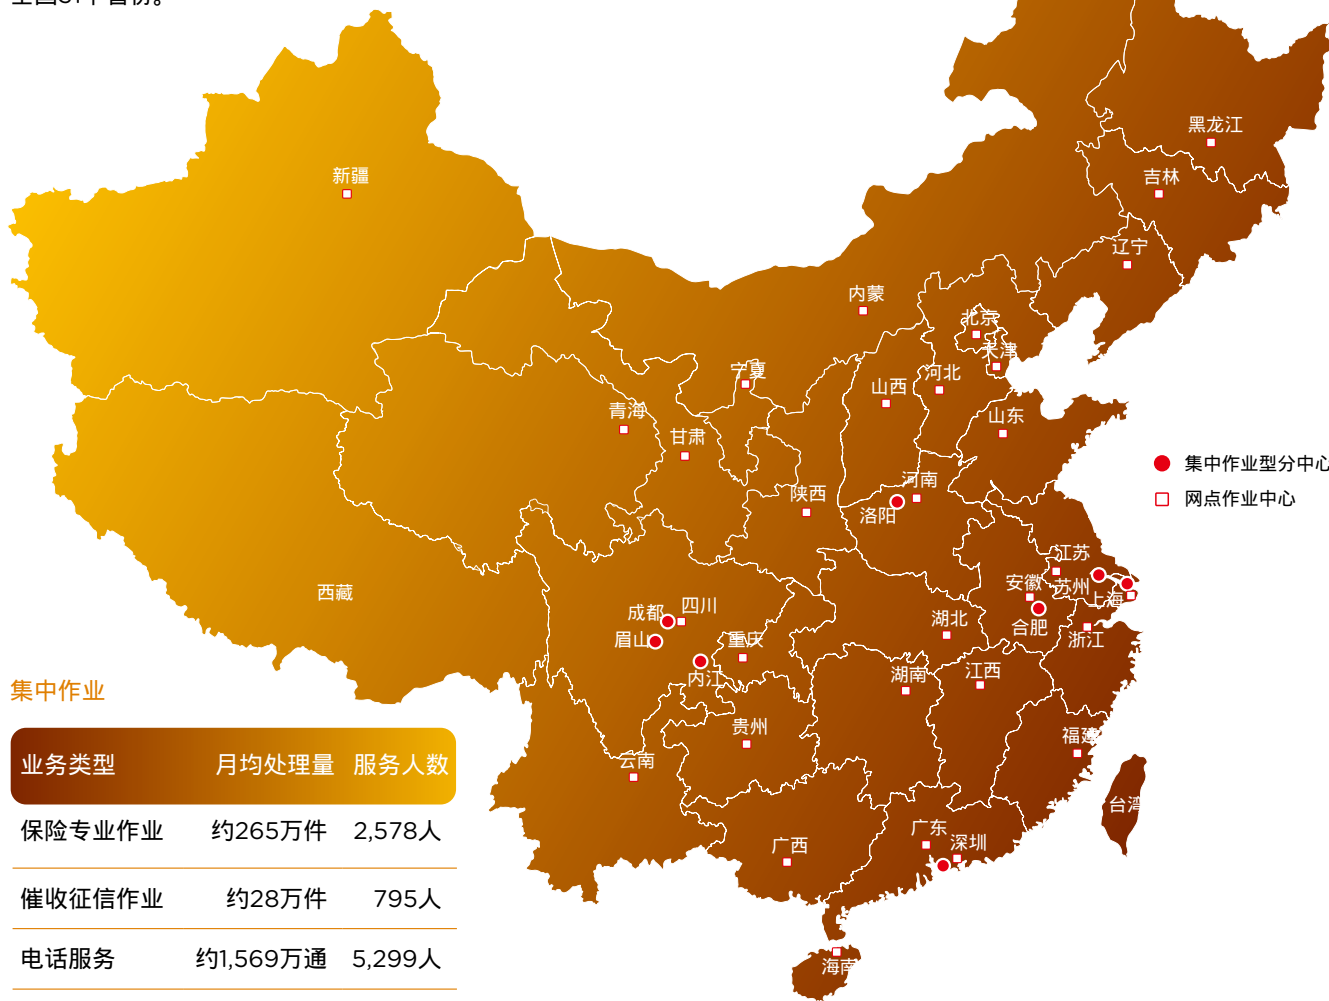 黑龙江
吉林
新疆
辽宁
内蒙
北京
天津
宁夏
河北
山西
青海
山东
甘肃
集中作业型分中心
河南
陕西
网点作业中心
洛阳
江苏
安徽
苏州
西藏
上海
成都
四川
湖北
合肥
眉山
重庆
浙江
内江
湖南
江西
集中作业
贵州
福建
云南
业务类型 月均处理量 服务人数
台湾
保险专业作业 约265万件 2,578人
广东
深圳
广西
催收征信作业 约28万件 795人
电话服务 约1,569万通 5,299人
海南